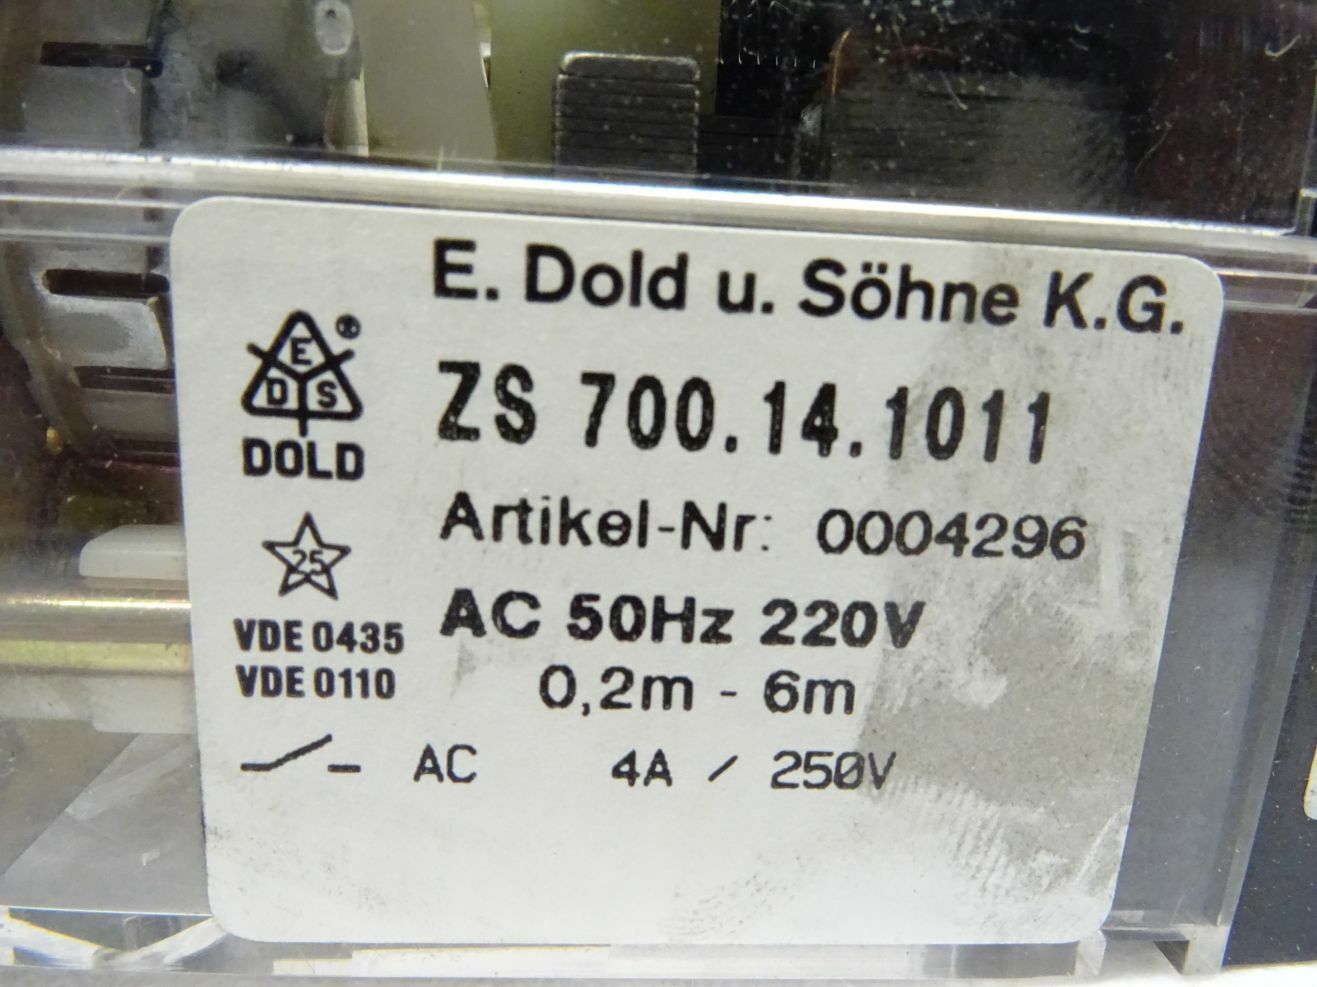 E. Dold u. Söhne K.G.
E
D S
DOLD
ZS 700.14.1011
Artikel-Nr: 0004296
25
VDE 0435
VDE 0110
AC 50Hz 220V
0,2m - 6m
AC 4A / 250V